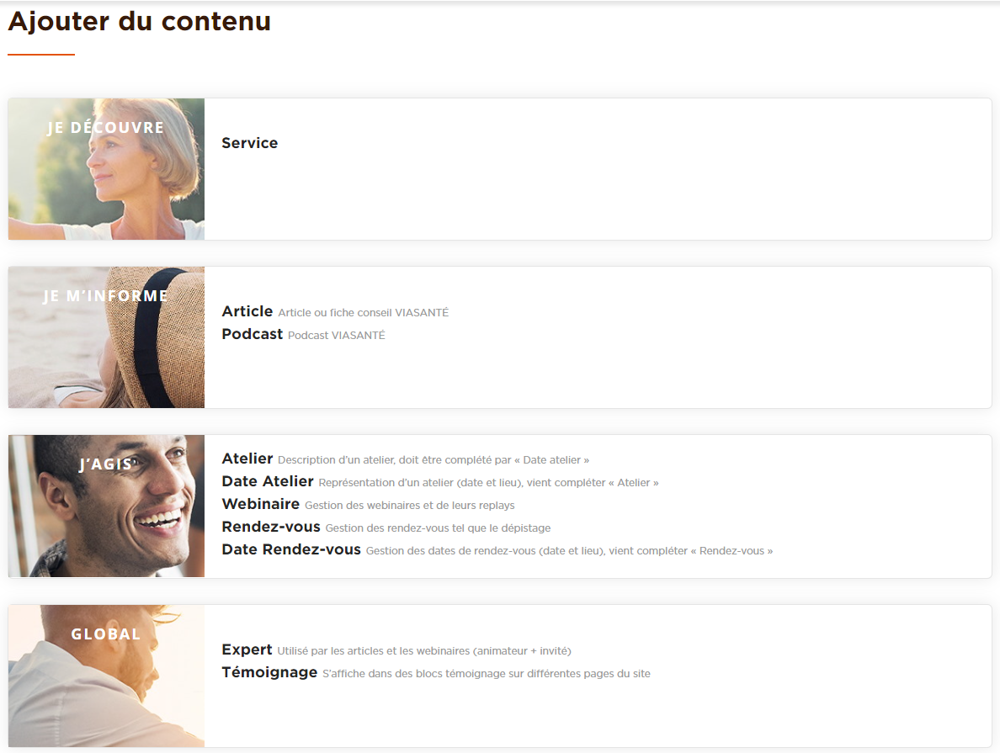 Ajouter du contenu
JE DÉCOUVRE
Service
JE M’INFORME
Article Article ou fiche conseil VIASANTÉ
Podcast Podcast VIASANTÉ
J’AGIS
Atelier Description d’un atelier, doit être complété par « Date atelier »
Date Atelier Représentation d’un atelier (date et lieu), vient compléter « Atelier »
Webinaire Gestion des webinaires et de leurs replays
Rendez-vous Gestion des rendez-vous tel que le dépistage
Date Rendez-vous Gestion des dates de rendez-vous (date et lieu), vient compléter « Rendez-vous »
GLOBAL
Expert Utilisé par les articles et les webinaires (animateur + invité)
Témoignage S’affiche dans des blocs témoignage sur différentes pages du site